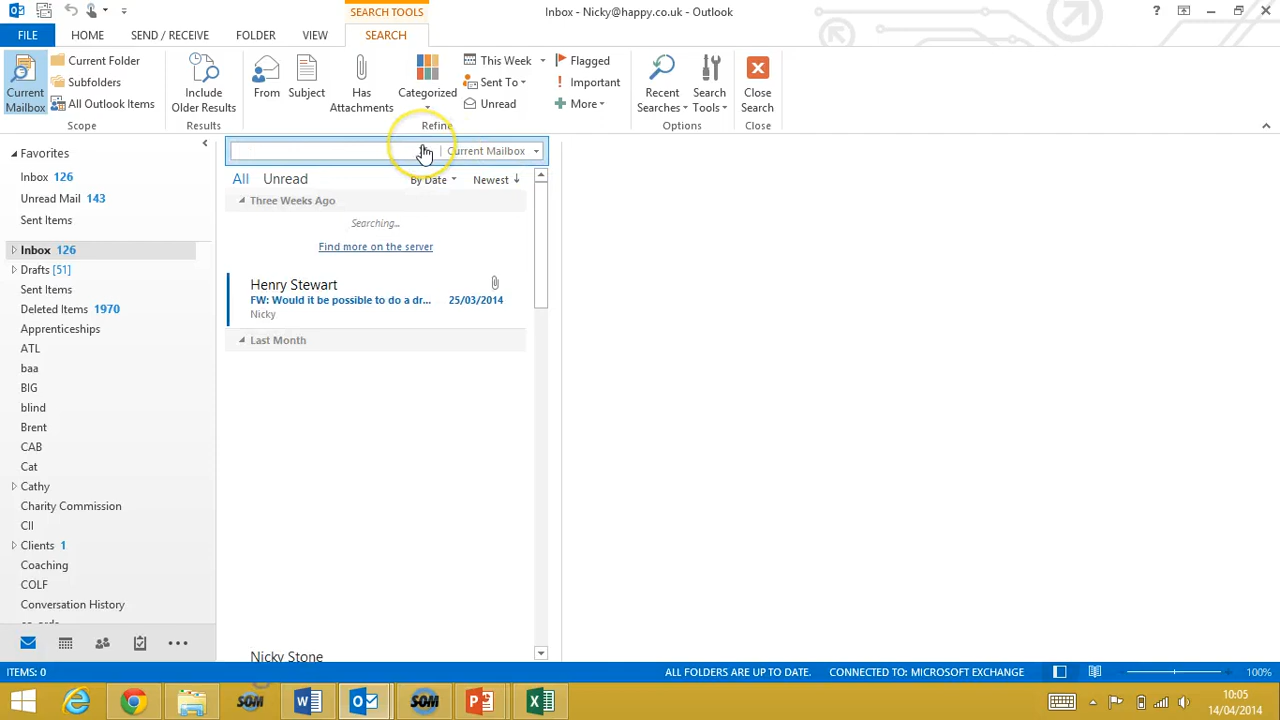 SEARCH TOOLS
Inbox - Nicky@happy.co.uk - Outlook
?
FILE
HOME
SEND / RECEIVE
FOLDER
VIEW
SEARCH
Current Mailbox
Current Folder
Subfolders
All Outlook Items
Scope
Include Older Results
Results
From
Subject
Has Attachments
Categorized
This Week
Sent To
Unread
Flagged
Important
More
Refine
Recent Searches
Search Tools
Options
Close Search
Close
Current Mailbox
All
Unread
By Date
Newest
Three Weeks Ago
Searching...
Find more on the server
Henry Stewart
FW: Would it be possible to do a dr...
25/03/2014
Nicky
Last Month
Nicky Stone
Favorites
Inbox 126
Unread Mail 143
Sent Items
Inbox 126
Drafts [51]
Sent Items
Deleted Items 1970
Apprenticeships
ATL
baa
BIG
blind
Brent
CAB
Cat
Cathy
Charity Commission
CII
Clients 1
Coaching
COLF
Conversation History
ITEMS: 0
ALL FOLDERS ARE UP TO DATE.
CONNECTED TO: MICROSOFT EXCHANGE
100%
SOM
SOM
10:05
14/04/2014